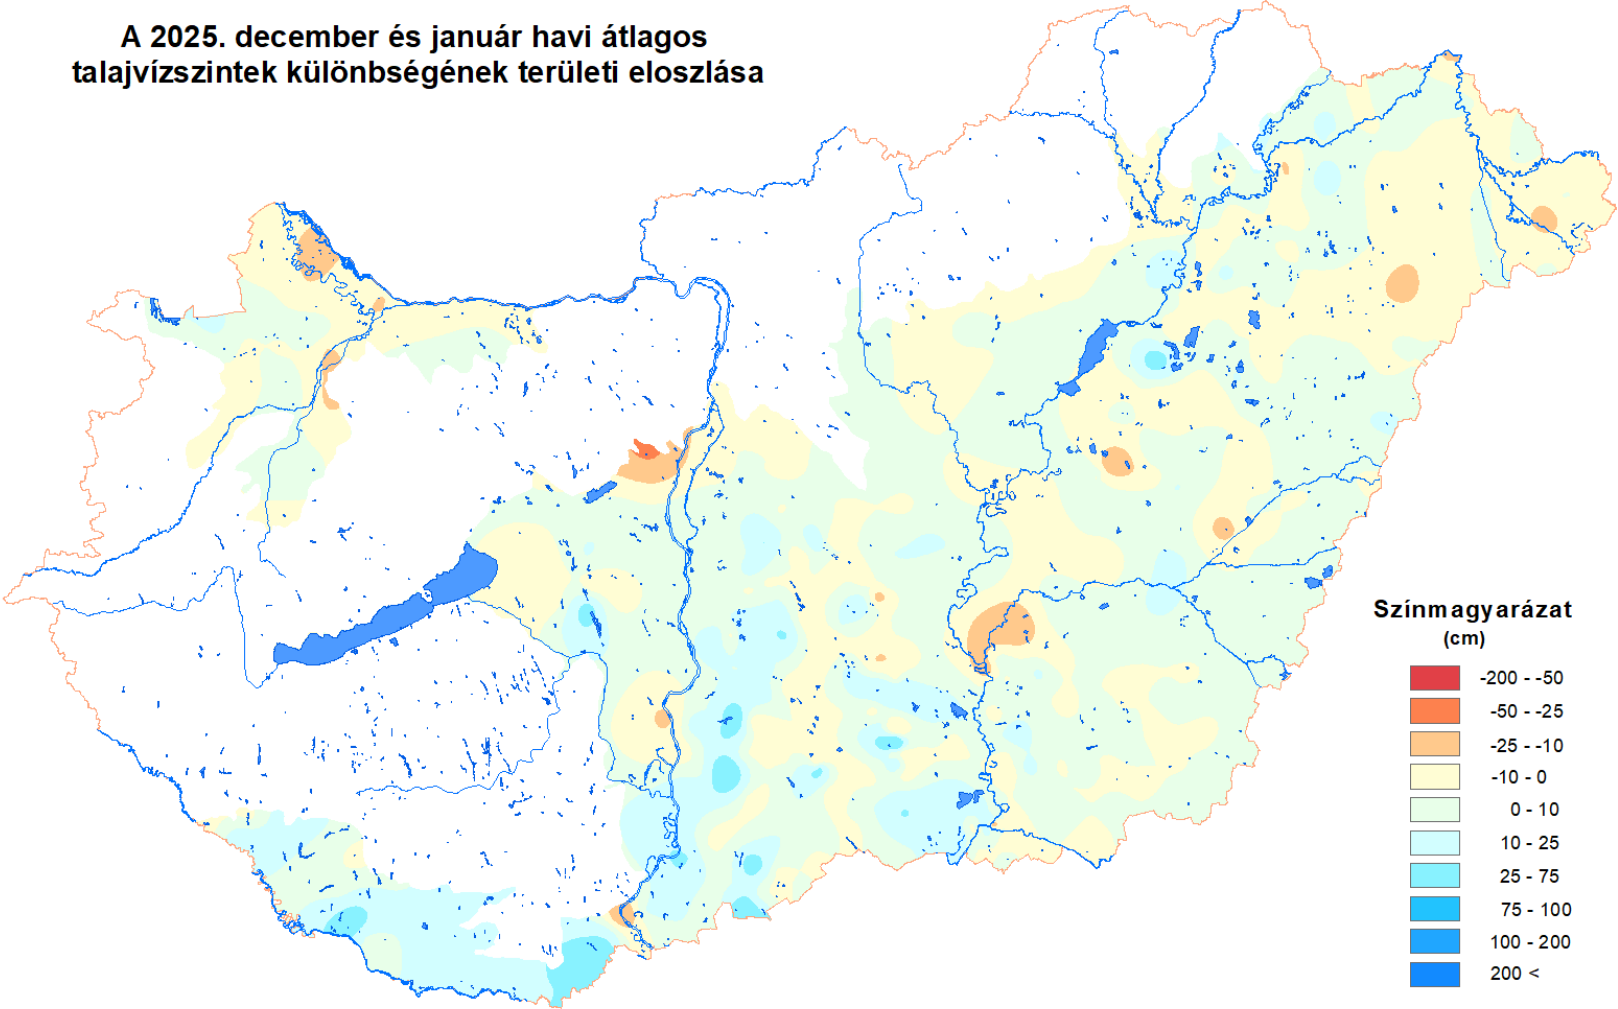 A 2025. december és január havi átlagos
talajvízszintek különbségének területi eloszlása
Színmagyarázat
(cm)
-200 - -50
-50 - -25
-25 - -10
-10 - 0
0 - 10
10 - 25
25 - 75
75 - 100
100 - 200
200 <